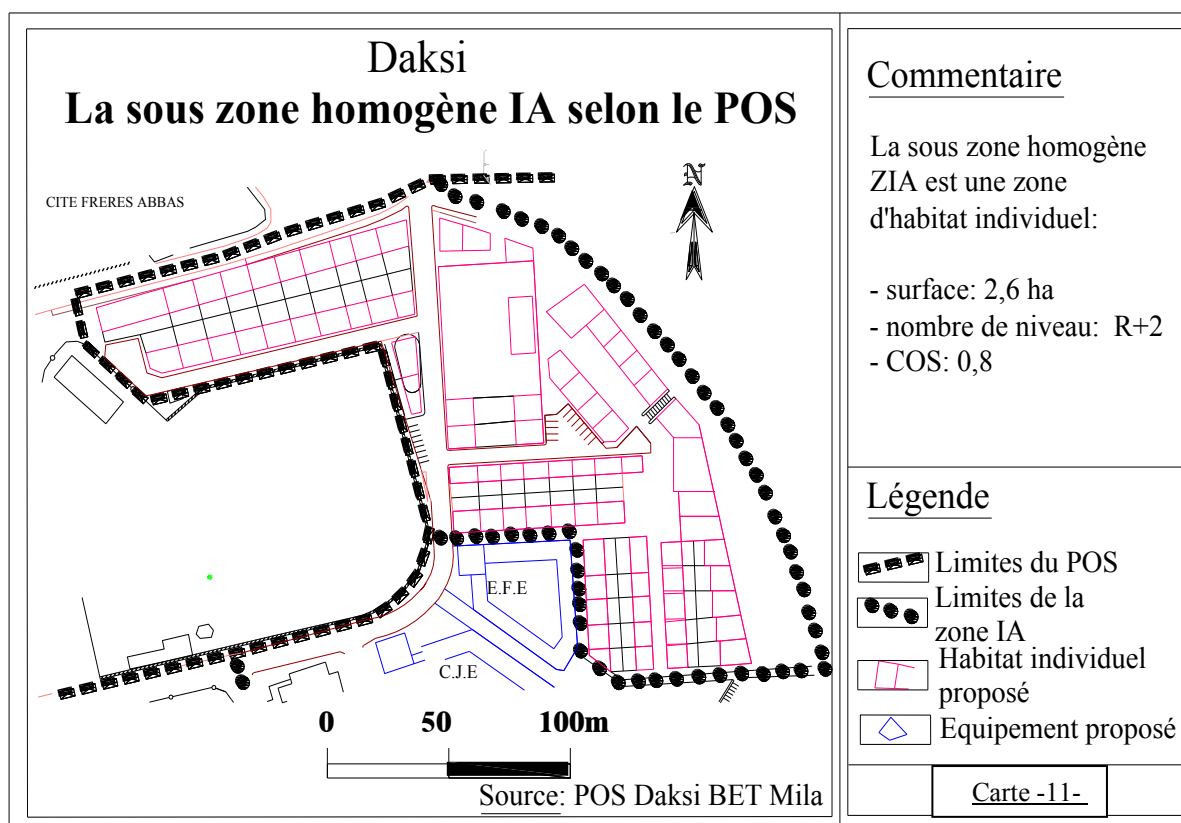 Daksi
La sous zone homogène IA selon le POS
CITE FRERES ABBAS
N
E.F.E
C.J.E
0 50 100m
Source: POS Daksi BET Mila
Commentaire
La sous zone homogène
ZIA est une zone
d'habitat individuel:
- surface: 2,6 ha
- nombre de niveau: R+2
- COS: 0,8
Légende
Limites du POS
Limites de la
zone IA
Habitat individuel
proposé
Equipement proposé
Carte -11-